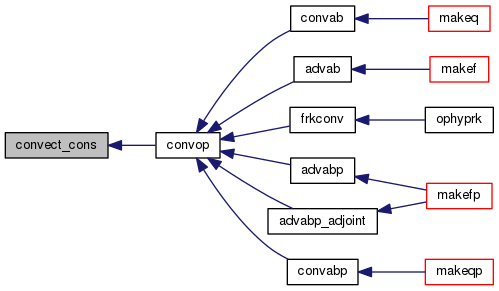 convab
makeq
advab
makef
frkconv
ophyprk
convect_cons
convop
advabp
makefp
advabp_adjoint
convabp
makeqp